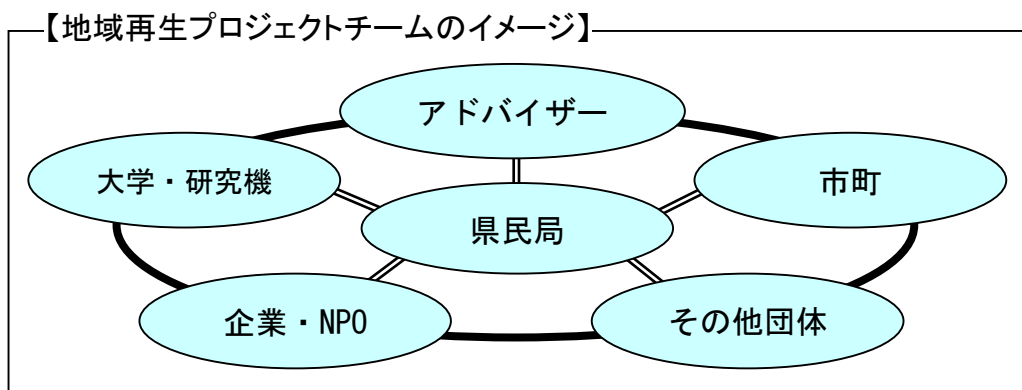 【地域再生プロジェクトチームのイメージ】
アドバイザー
大学・研究機
市町
県民局
企業・NPO
その他団体